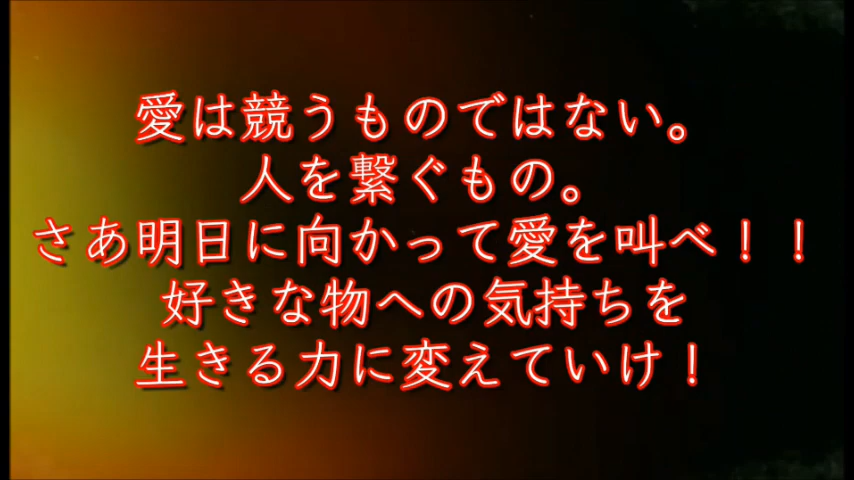 愛は競うものではない。
人を繋ぐもの。
さあ明日に向かって愛を叫べ！！
好きな物への気持ちを
生きる力に変えていけ！